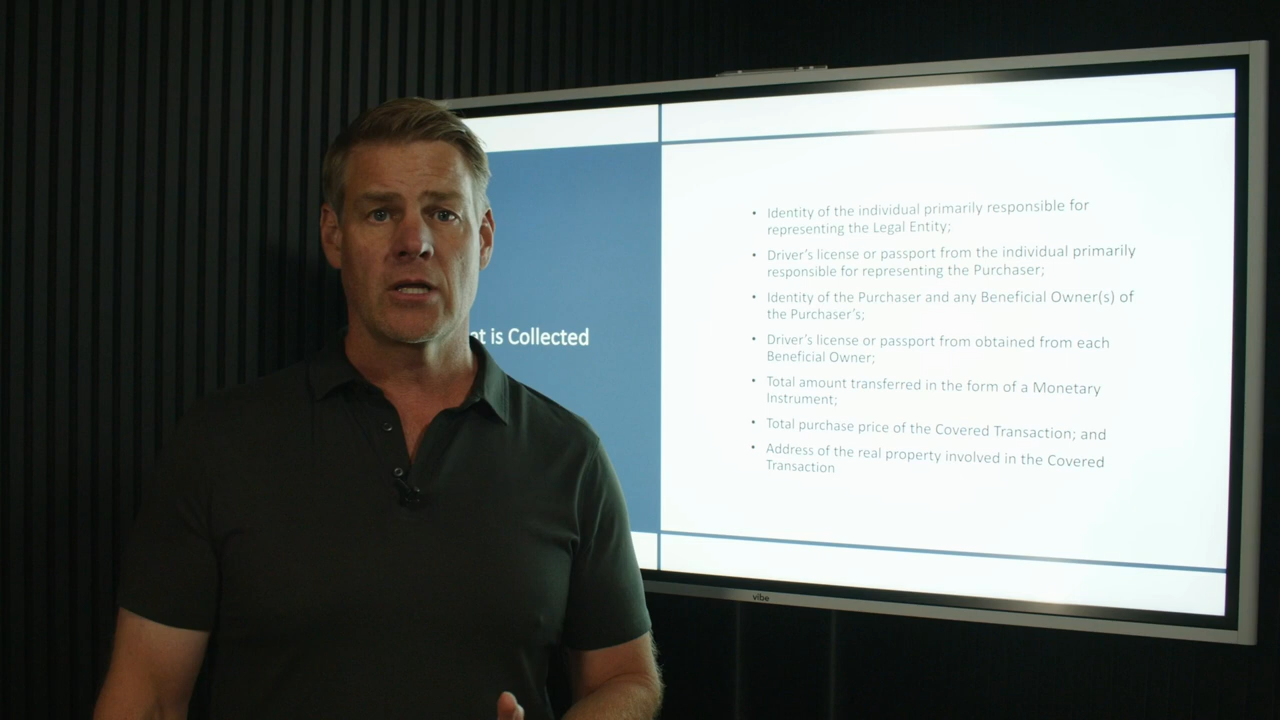 at is Collected
• Identity of the individual primarily responsible for
representing the Legal Entity;
• Driver’s license or passport from the individual primarily
responsible for representing the Purchaser;
• Identity of the Purchaser and any Beneficial Owner(s) of
the Purchaser’s;
• Driver’s license or passport from obtained from each
Beneficial Owner;
• Total amount transferred in the form of a Monetary
Instrument;
• Total purchase price of the Covered Transaction; and
• Address of the real property involved in the Covered
Transaction
vibe